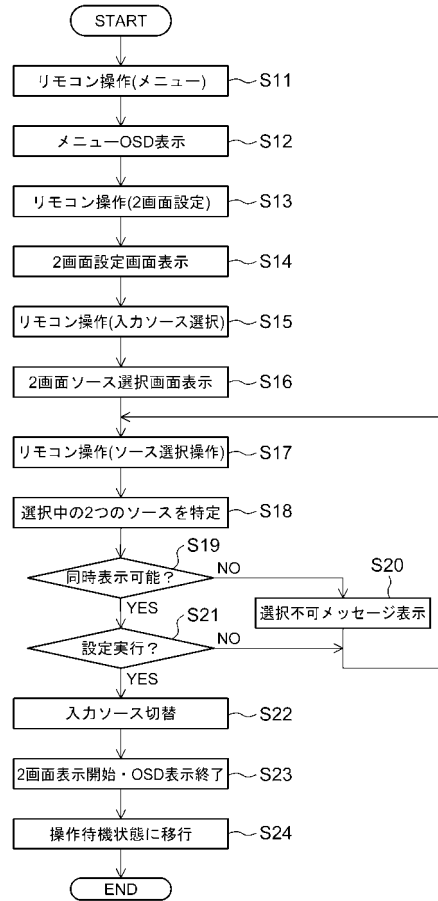 START
リモコン操作(メニュー)
S11
メニューOSD表示
S12
リモコン操作(2画面設定)
S13
2画面設定画面表示
S14
リモコン操作(入力ソース選択)
S15
2画面ソース選択画面表示
S16
リモコン操作(ソース選択操作)
S17
選択中の2つのソースを特定
S18
S19
同時表示可能？
NO
YES
S20
選択不可メッセージ表示
S21
設定実行？
NO
YES
入力ソース切替
S22
2画面表示開始・OSD表示終了
S23
操作待機状態に移行
S24
END